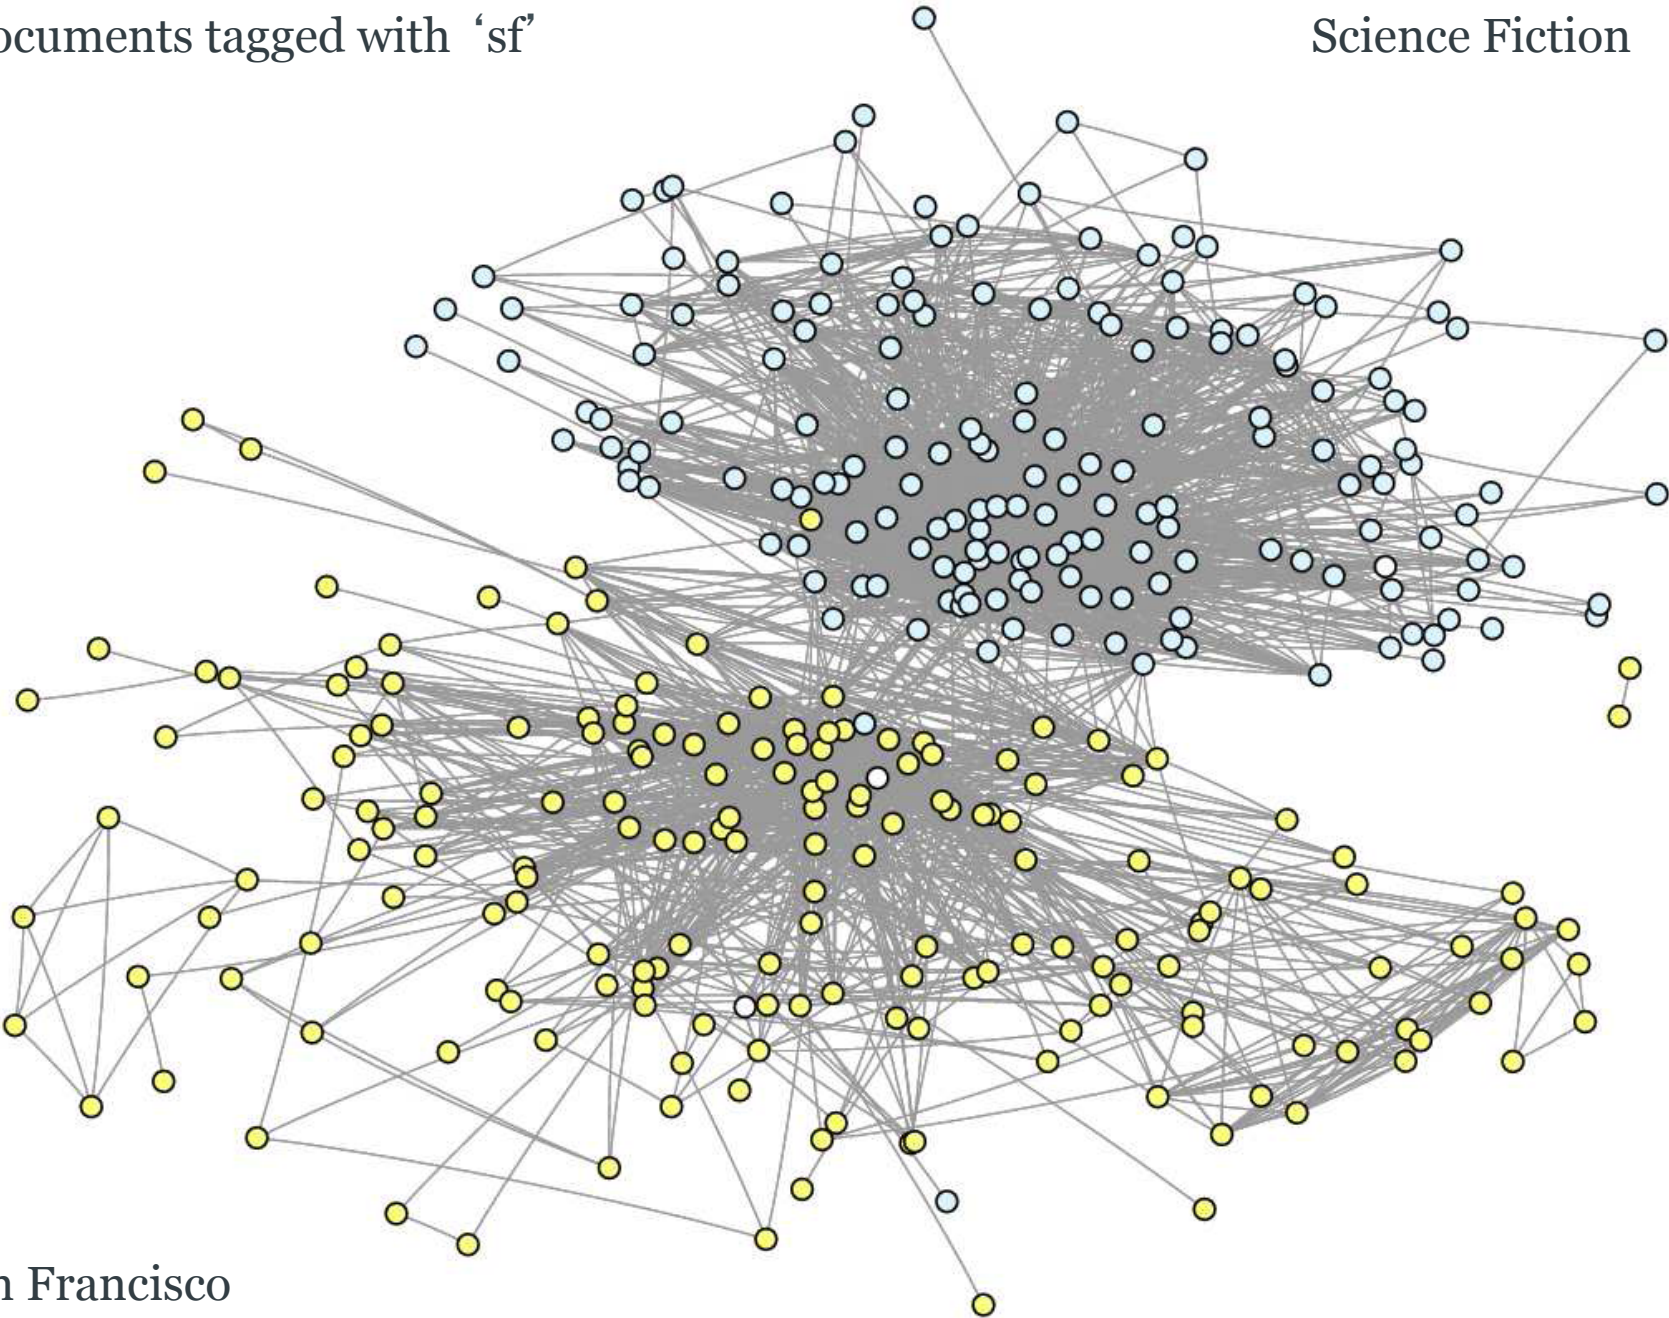 ocuments tagged with ‘sf’
Science Fiction
n Francisco